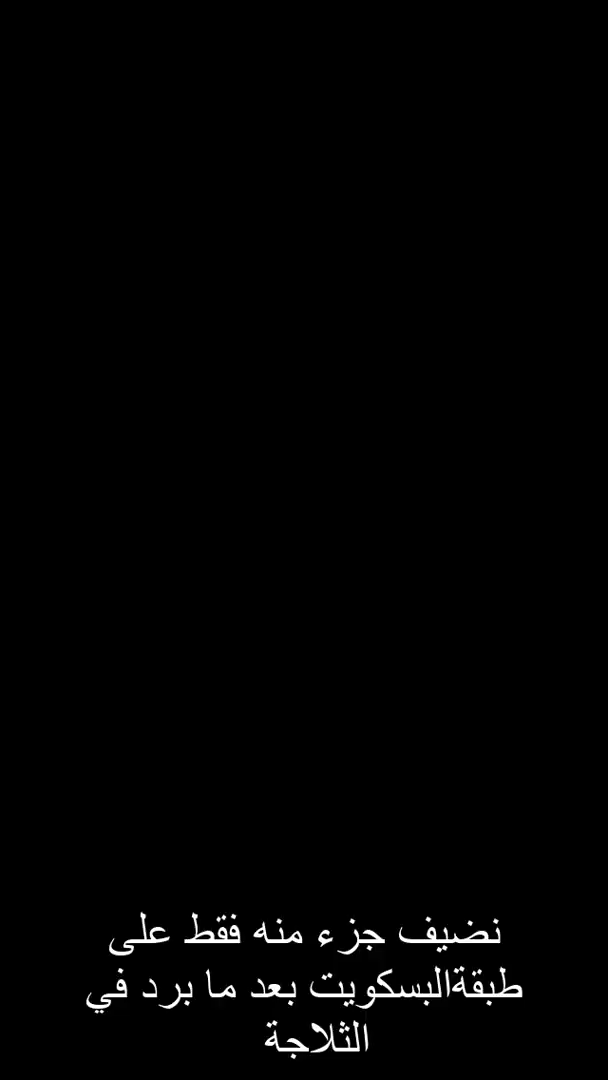 نضيف جزء منه فقط على
طبقةالبسكويت بعد ما برد في
الثلاجة